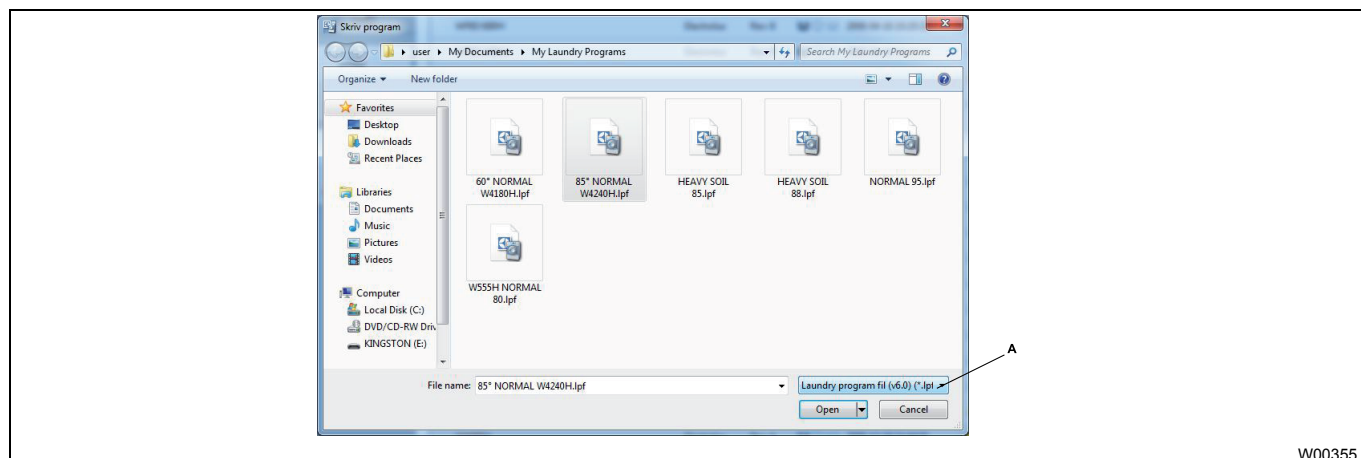 Skriv program
user ▸ My Documents ▸ My Laundry Programs
Search My Laundry Programs
Organize
New folder
Favorites
Desktop
Downloads
Recent Places
Libraries
Documents
Music
Pictures
Videos
Computer
Local Disk (C:)
DVD/CD-RW Driv
KINGSTON (E:)
60° NORMAL
W4180H.lpf
85° NORMAL
W4240H.lpf
HEAVY SOIL
85.lpf
HEAVY SOIL
88.lpf
NORMAL 95.lpf
W555H NORMAL
80.lpf
A
File name:
85° NORMAL W4240H.lpf
Laundry program fil (v6.0) (*.lpf
Open
Cancel
W00355